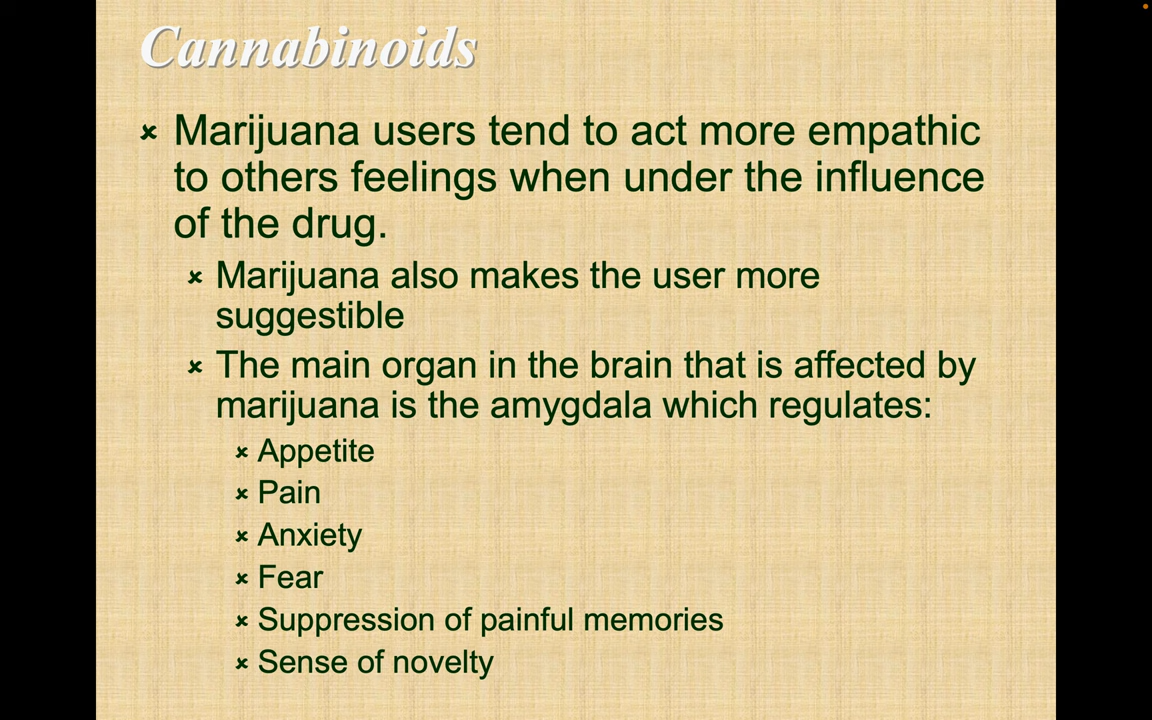 Cannabinoids
Marijuana users tend to act more empathic
to others feelings when under the influence
of the drug.
Marijuana also makes the user more
suggestible
The main organ in the brain that is affected by
marijuana is the amygdala which regulates:
Appetite
Pain
Anxiety
Fear
Suppression of painful memories
Sense of novelty